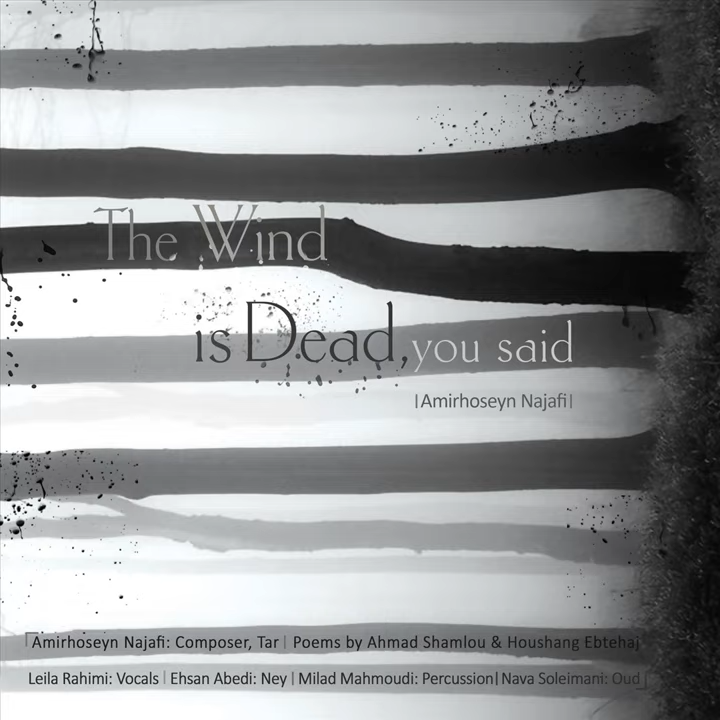 The Wind
is Dead, you said
|Amirhoseyn Najafi|
「Amirhoseyn Najafi: Composer, Tar | Poems by Ahmad Shamlou & Houshang Ebtehaj
Leila Rahimi: Vocals | Ehsan Abedi: Ney | Milad Mahmoudi: Percussion| Nava Soleimani: Oud」